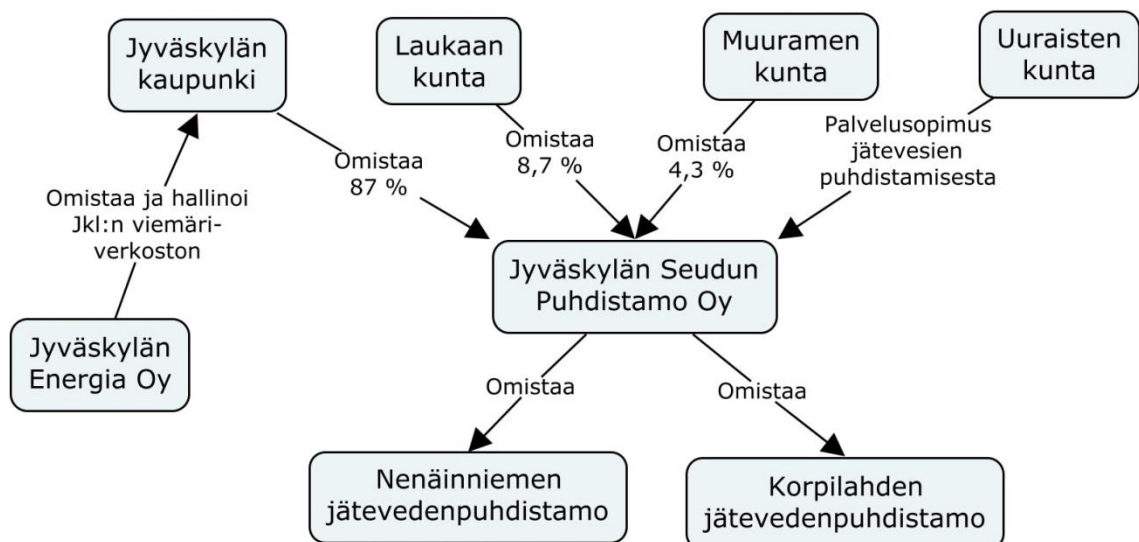 Jyväskylän
kaupunki
Laukaan
kunta
Muuramen
kunta
Uuraisten
kunta
Omistaa ja hallinoi
Jkl:n viemäri-
verkoston
Omistaa
87 %
Omistaa
8,7 %
Omistaa
4,3 %
Palvelusopimus
jätevesien
puhdistamisesta
Jyväskylän Seudun
Puhdistamo Oy
Jyväskylän
Energia Oy
Omistaa
Omistaa
Nenäinniemen
jätevedenpuhdistamo
Korpilahden
jätevedenpuhdistamo